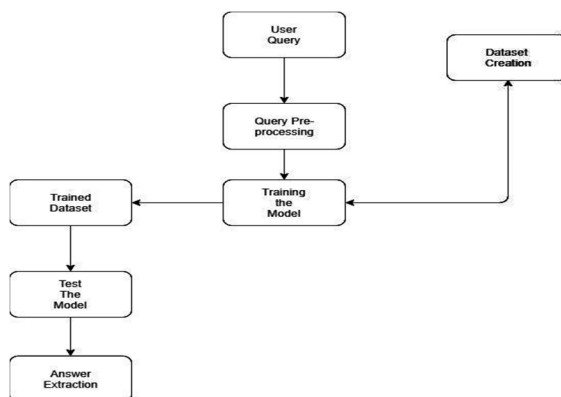 User
Query
Dataset
Creation
Query Pre-
processing
Training
the
Model
Trained
Dataset
Test
The
Model
Answer
Extraction